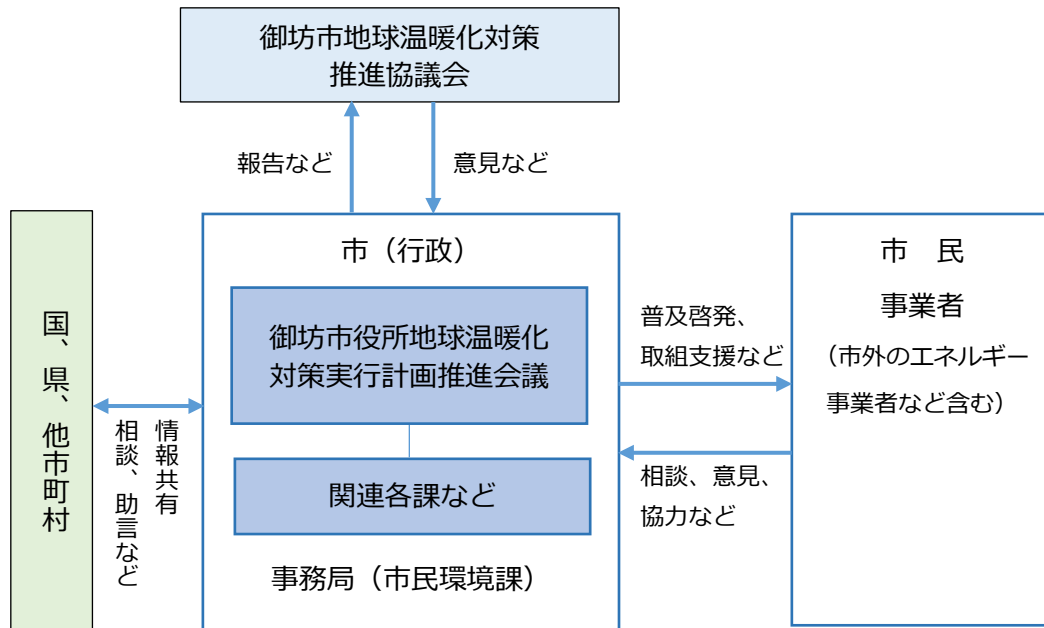 御坊市地球温暖化対策
推進協議会
報告など
意見など
国、県、他市町村
情報共有
相談、助言など
市（行政）
御坊市役所地球温暖化
対策実行計画推進会議
関連各課など
事務局（市民環境課）
普及啓発、
取組支援など
相談、意見、
協力など
市　民
事業者
（市外のエネルギー
事業者など含む）